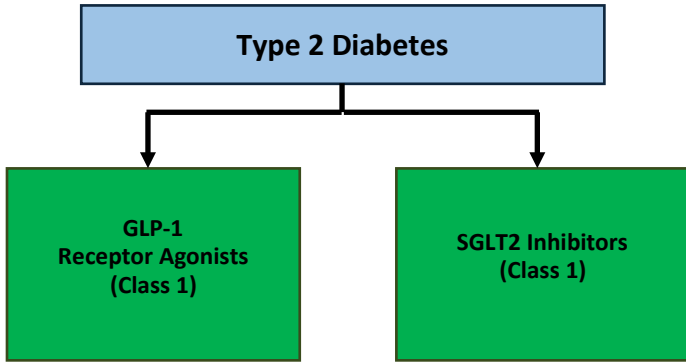 Type 2 Diabetes
GLP-1
Receptor Agonists
(Class 1)
SGLT2 Inhibitors
(Class 1)